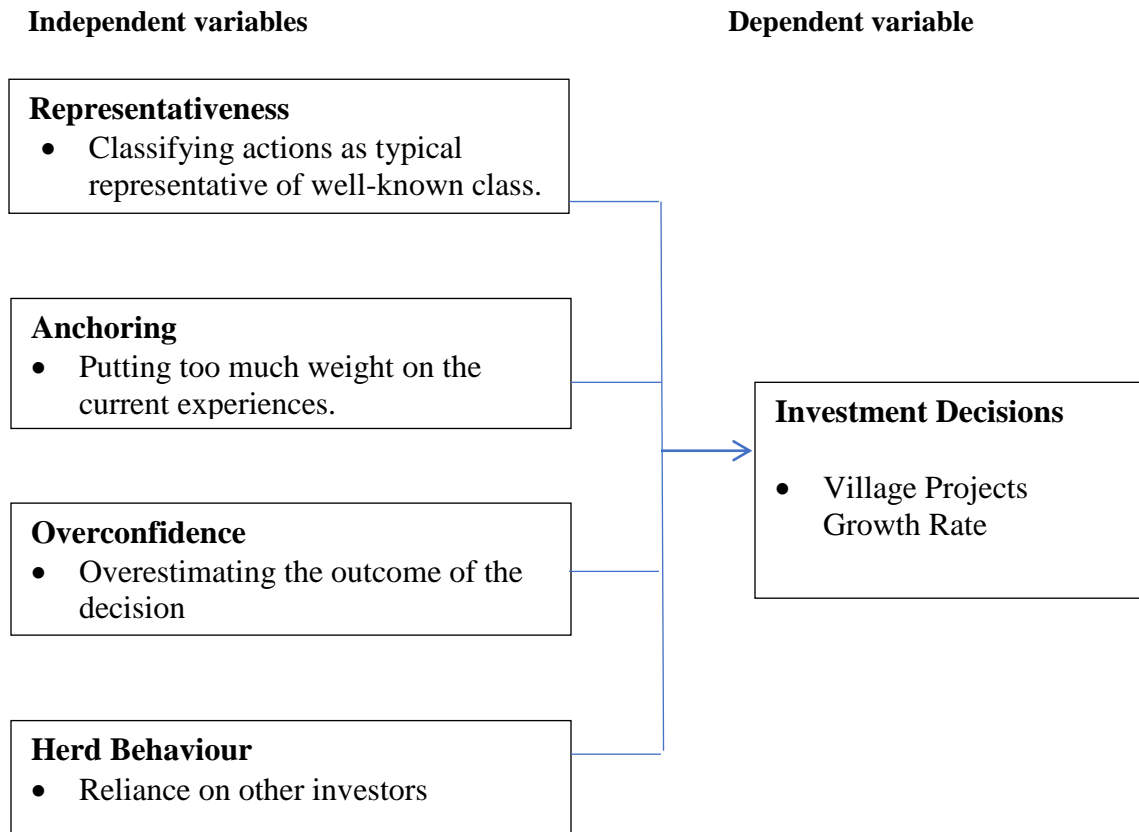 Independent variables
Dependent variable
Representativeness
• Classifying actions as typical
representative of well-known class.
Anchoring
• Putting too much weight on the
current experiences.
Overconfidence
• Overestimating the outcome of the
decision
Herd Behaviour
• Reliance on other investors
Investment Decisions
• Village Projects
Growth Rate